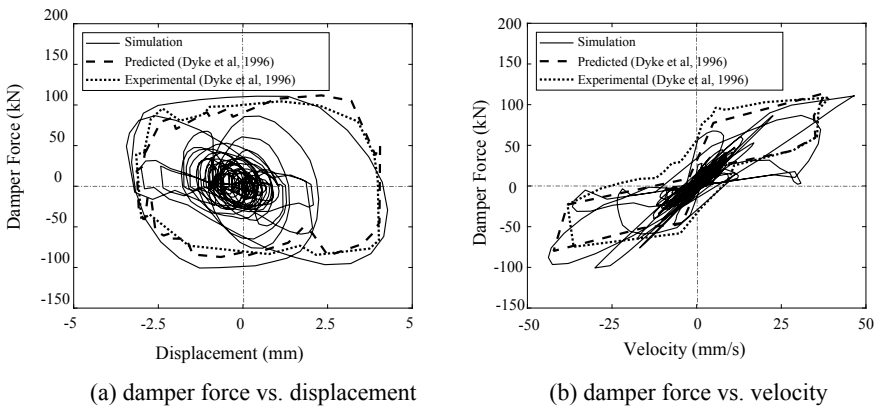 200
150
100
50
0
-50
-100
-150
Damper Force (kN)
Simulation
Predicted (Dyke et al, 1996)
Experimental (Dyke et al, 1996)
-5
-2.5
0
2.5
5
Displacement (mm)
(a) damper force vs. displacement
200
150
100
50
0
-50
-100
-150
Damper Force (kN)
Simulation
Predicted (Dyke et al, 1996)
Experimental (Dyke et al, 1996)
-50
-25
0
25
50
Velocity (mm/s)
(b) damper force vs. velocity